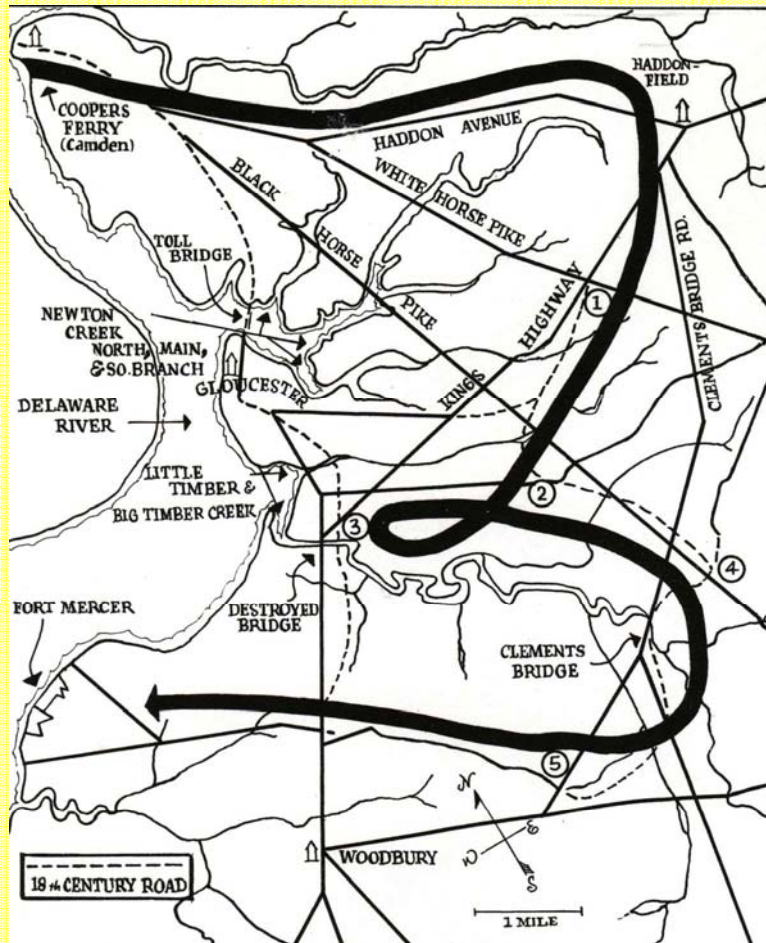 HADDON-
FIELD
COOPERS
FERRY
(Camden)
HADDON AVENUE
WHITE HORSE PIKE
BLACK
HORSE
PIKE
TOLL
BRIDGE
CLEMENTS BRIDGE RD.
HIGHWAY
KINGS
1
NEWTON
CREEK
NORTH, MAIN,
& SO. BRANCH
GLOUCESTER
DELAWARE
RIVER
LITTLE
TIMBER &
BIG TIMBER CREEK
2
3
4
FORT MERCER
DESTROYED
BRIDGE
CLEMENTS
BRIDGE
5
N
E
W
S
WOODBURY
18th CENTURY ROAD
1 MILE